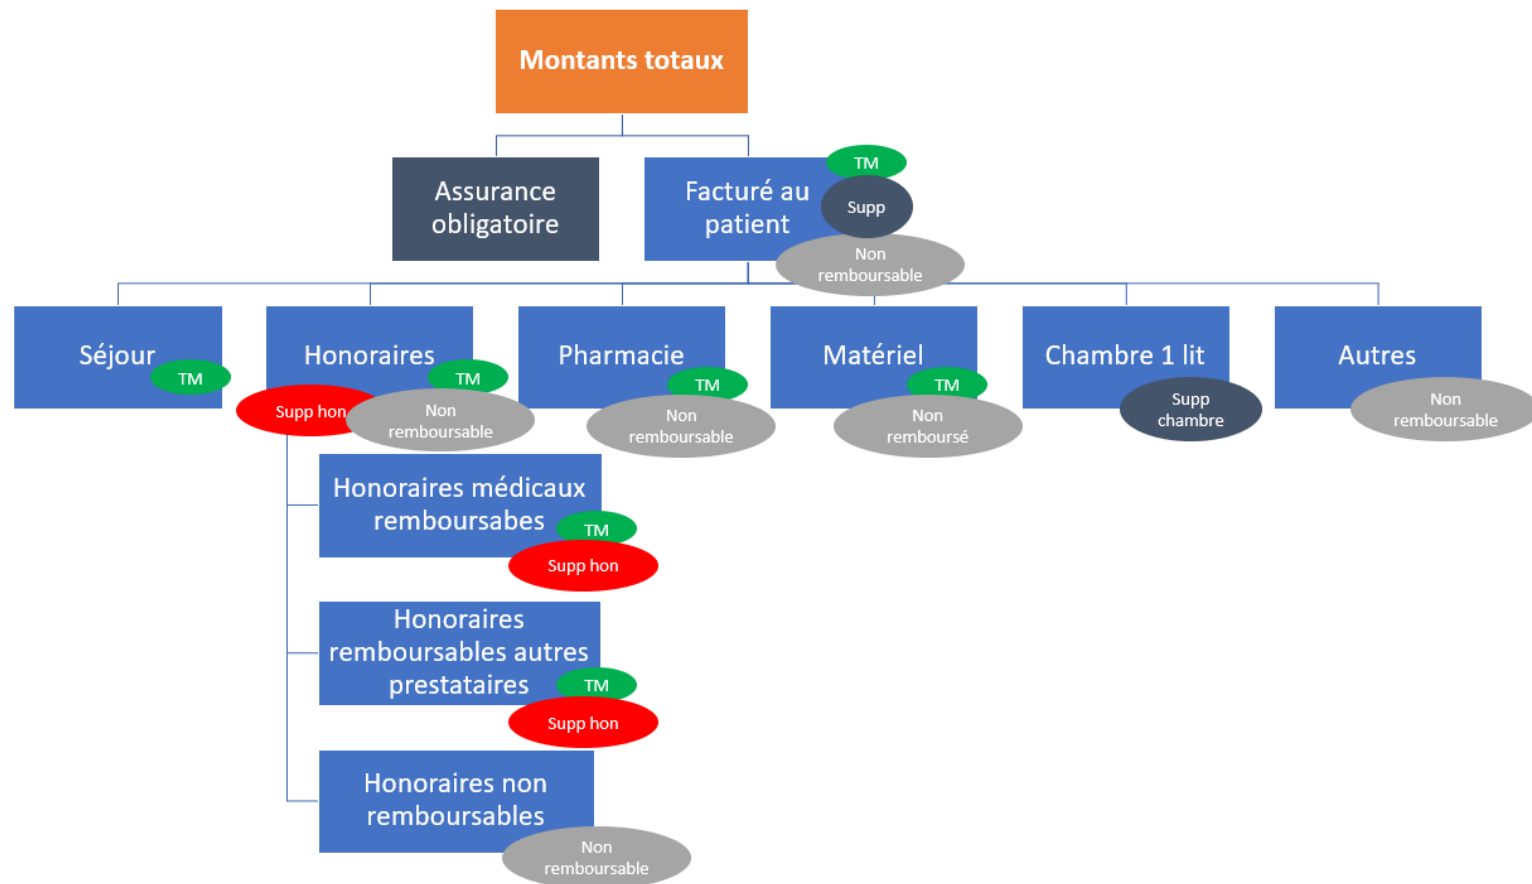 Montants totaux
Assurance
obligatoire
Facturé au
patient
TM
Supp
Non
remboursable
Séjour
TM
Honoraires
TM
Supp hon
Non
remboursable
Pharmacie
TM
Non
remboursable
Matériel
TM
Non
remboursé
Chambre 1 lit
Supp
chambre
Autres
Non
remboursable
Honoraires médicaux
remboursabes
TM
Supp hon
Honoraires
remboursables autres
prestataires
TM
Supp hon
Honoraires non
remboursables
Non
remboursable